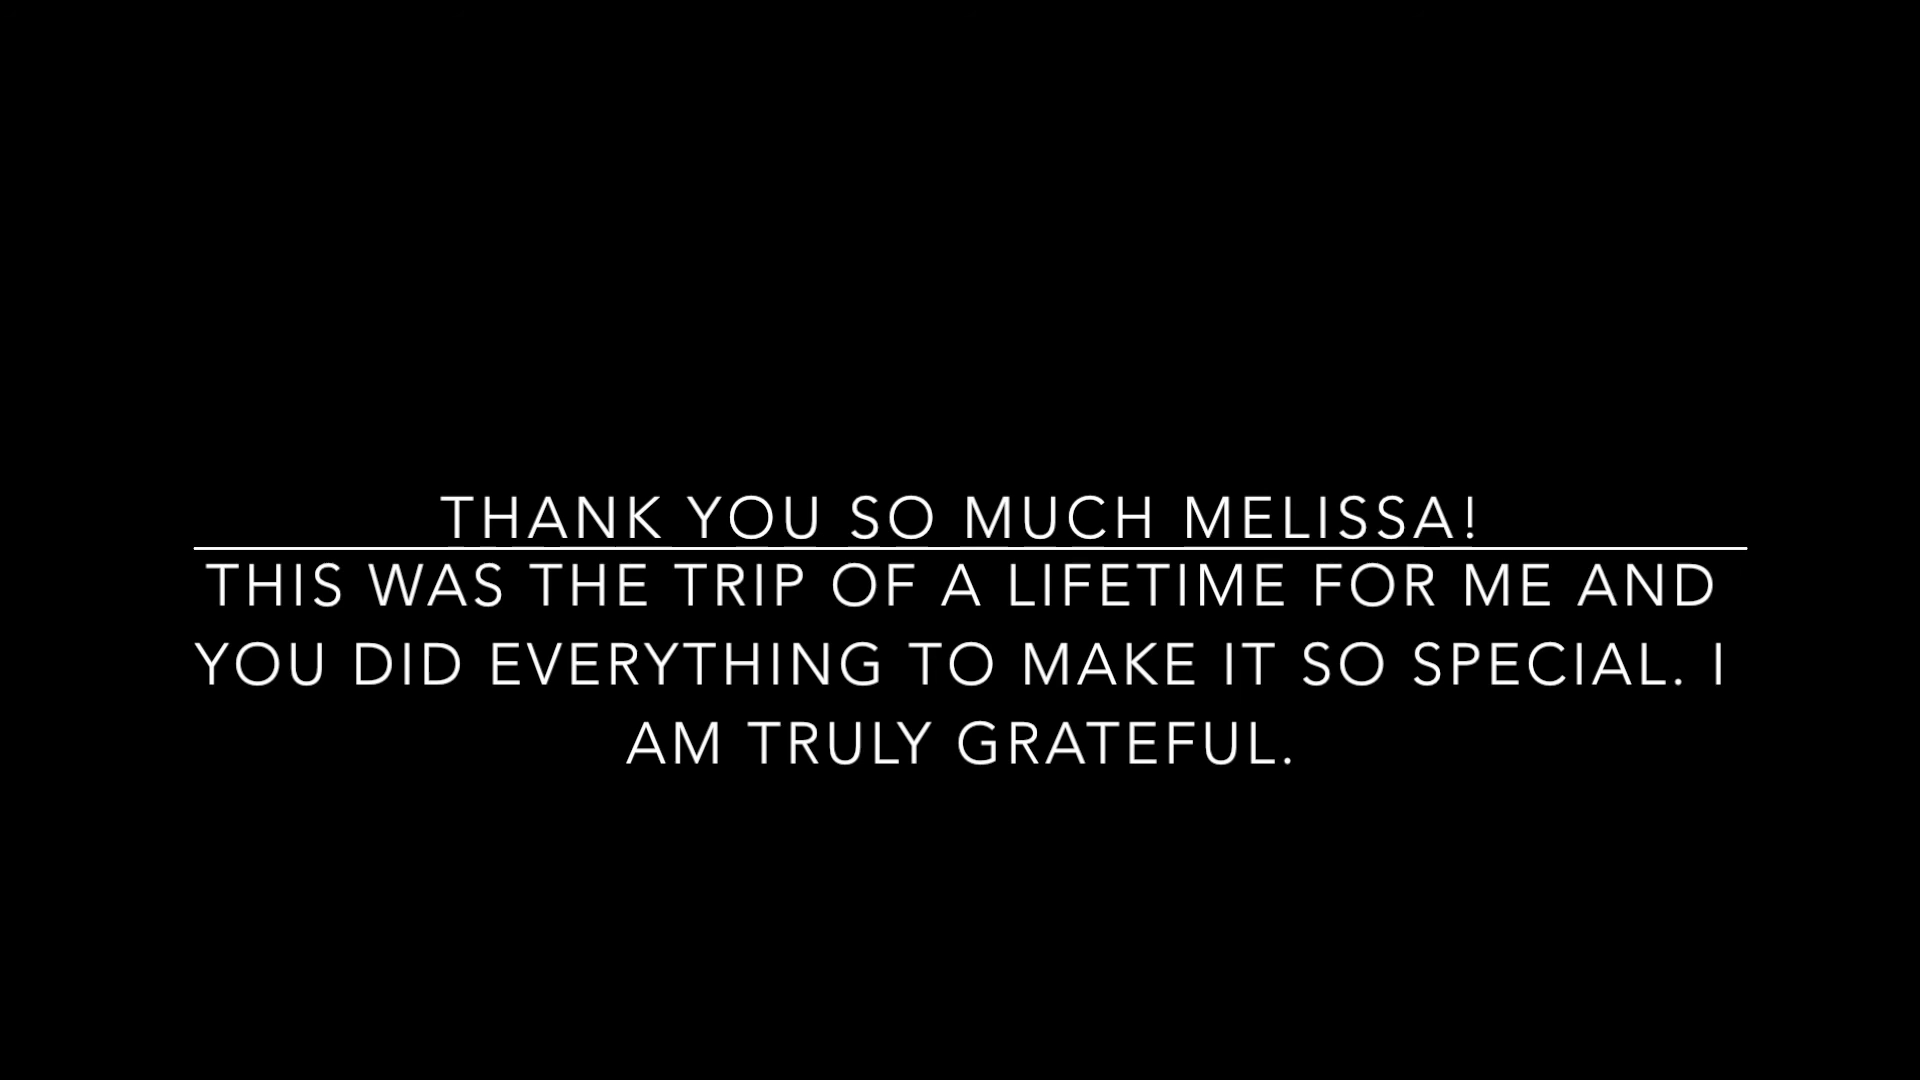 THANK YOU SO MUCH MELISSA!
THIS WAS THE TRIP OF A LIFETIME FOR ME AND
YOU DID EVERYTHING TO MAKE IT SO SPECIAL. I
AM TRULY GRATEFUL.